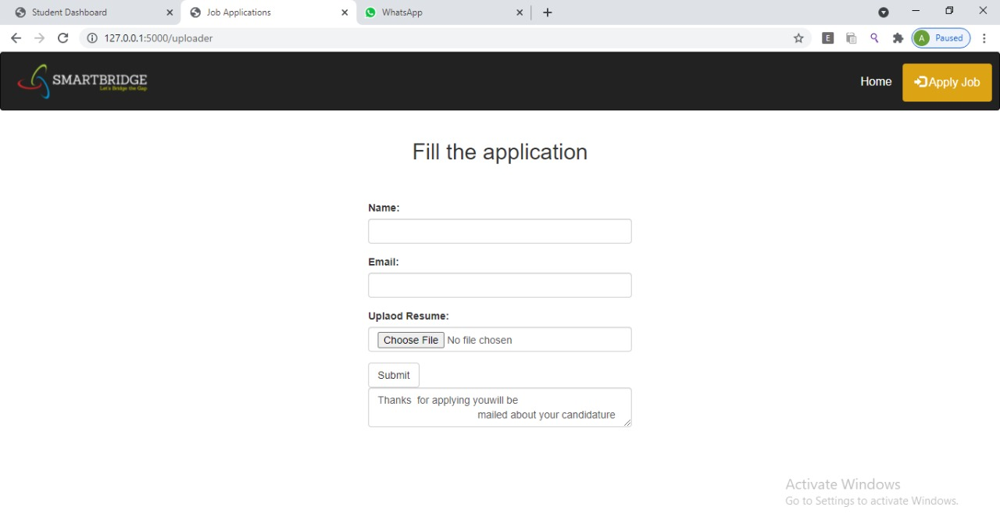 Student Dashboard
Job Applications
WhatsApp
127.0.0.1:5000/uploader
E
A Paused
SMARTBRIDGE
Let's Bridge the Gap
Home
Apply Job
Fill the application
Name:
Email:
Uplaod Resume:
Choose File No file chosen
Submit
Thanks  for applying youwill be
mailed about your candidature
Activate Windows
Go to Settings to activate Windows.